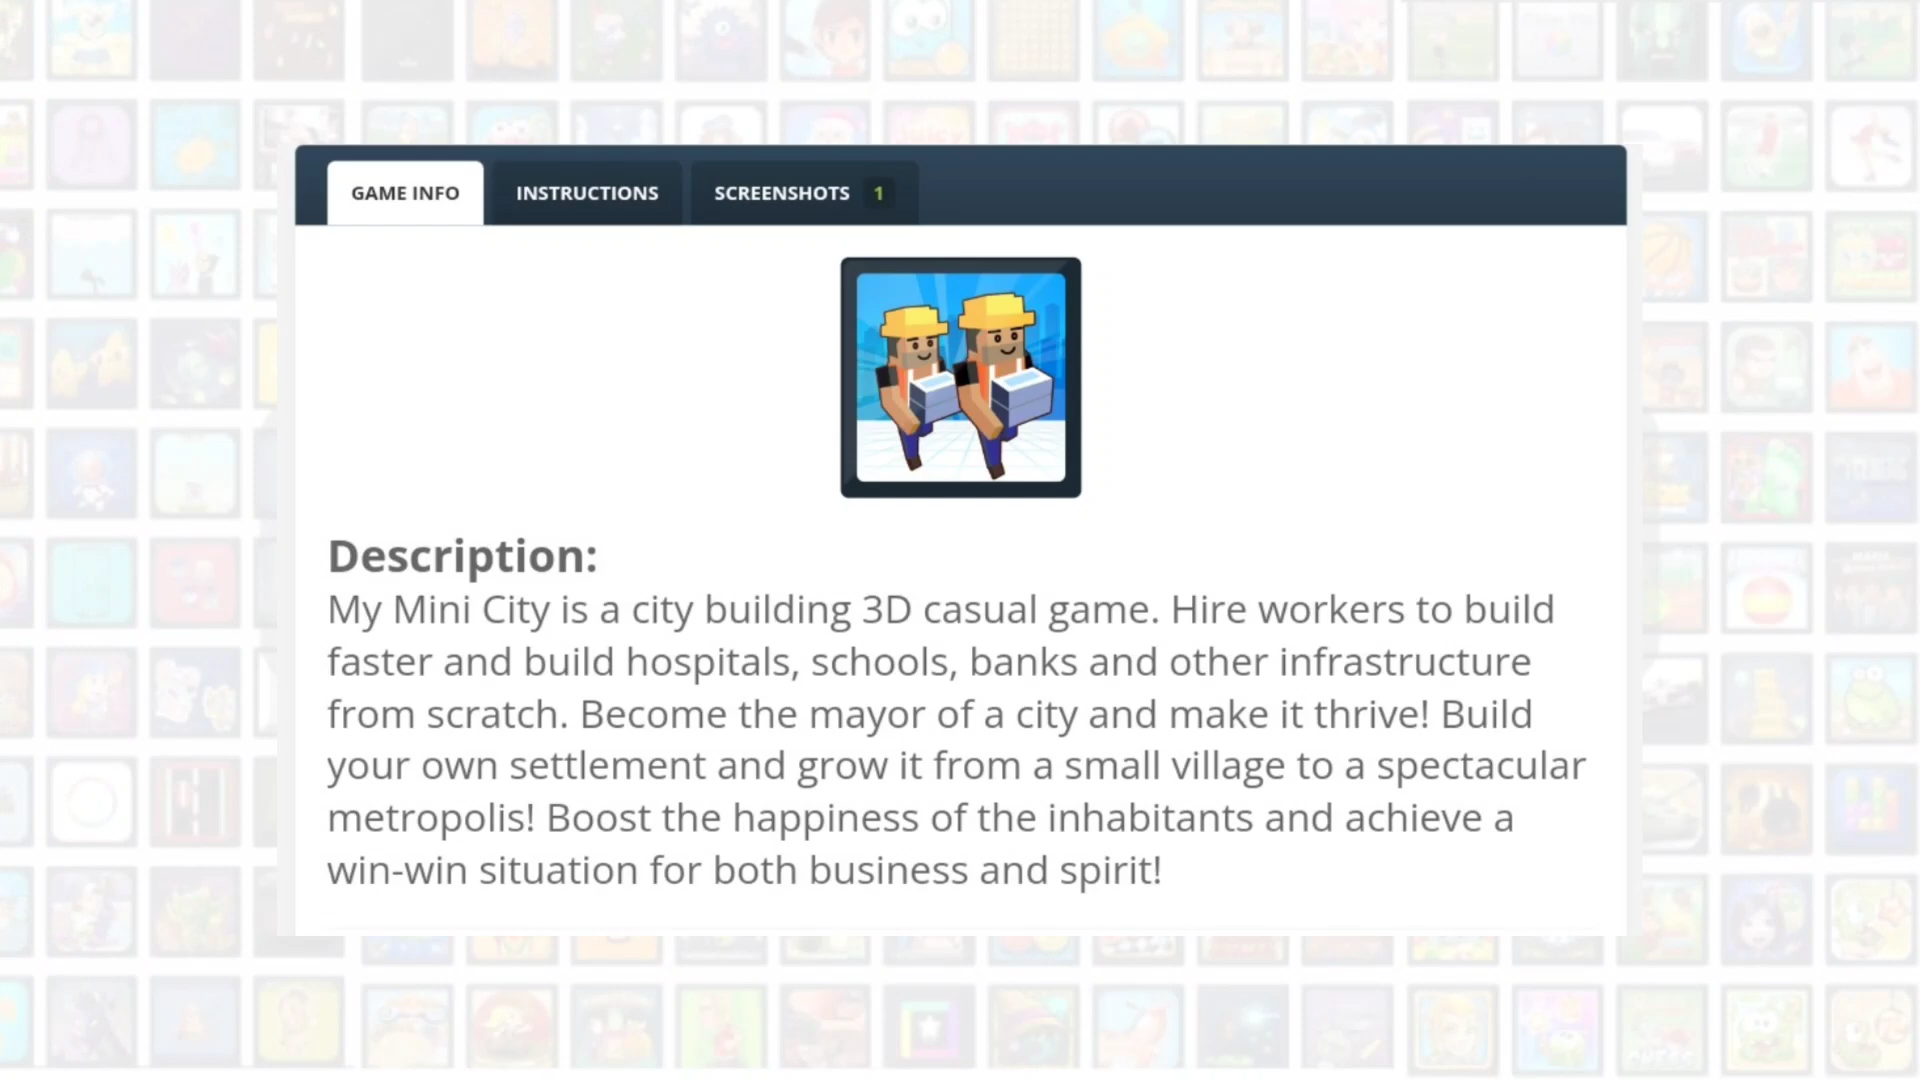 GAME INFO
INSTRUCTIONS
SCREENSHOTS 1
Description:
My Mini City is a city building 3D casual game. Hire workers to build
faster and build hospitals, schools, banks and other infrastructure
from scratch. Become the mayor of a city and make it thrive! Build
your own settlement and grow it from a small village to a spectacular
metropolis! Boost the happiness of the inhabitants and achieve a
win-win situation for both business and spirit!